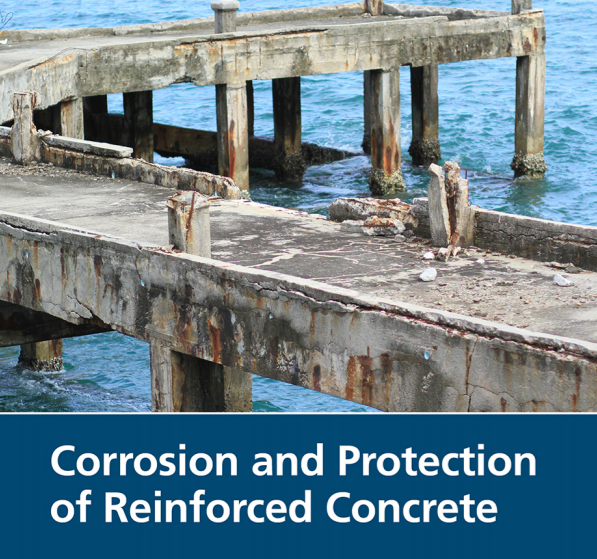 Corrosion and Protection
of Reinforced Concrete